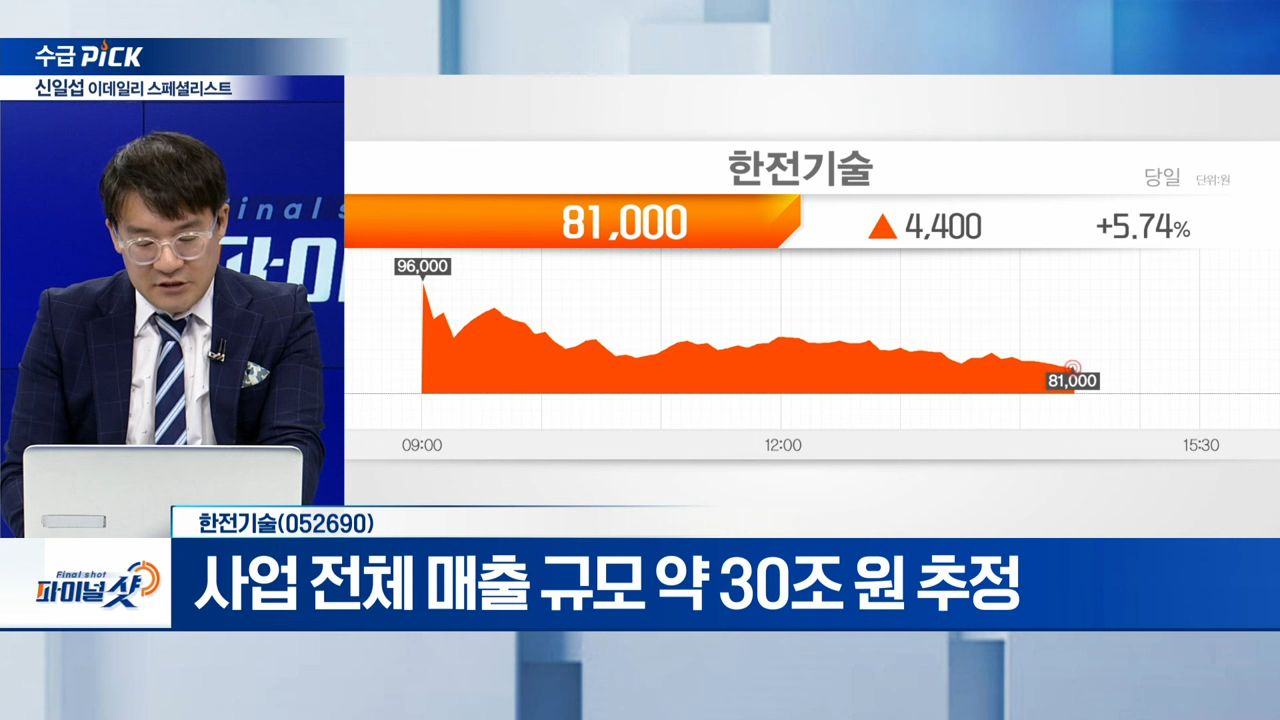 수급 PiCK
신일섭 이데일리 스페셜리스트
Final s
파이
한전기술
당일 단위:원
81,000 ▲ 4,400 +5.74%
96,000
81,000
09:00 12:00 15:30
한전기술(052690)
Final shot
파이널샷
사업 전체 매출 규모 약 30조 원 추정